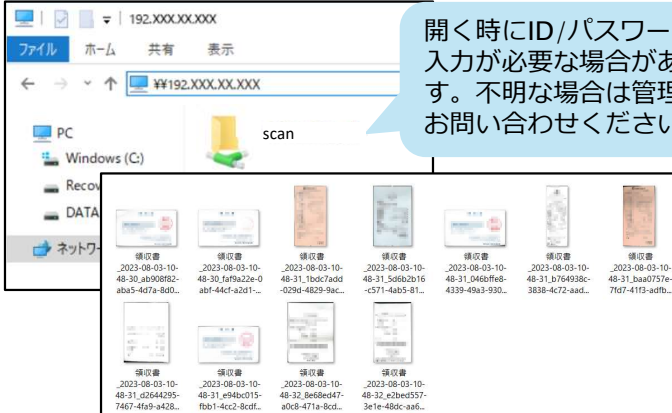 192.XXX.XX.XXX
ファイル ホーム 共有 表示
¥¥192.XXX.XX.XXX
開く時にID/パスワー
入力が必要な場合があ
す。不明な場合は管理
お問い合わせください
PC
Windows (C:)
Recov
DATA
ネットワー
scan
領収書
_2023-08-03-10-
48-30_ab908f82-
aba5-4d7a-8d0...
領収書
_2023-08-03-10-
48-30_faf9a22e-0
abf-44cf-a2d1-...
領収書
_2023-08-03-10-
48-31_1bdc7add
-029d-4829-9ac...
領収書
_2023-08-03-10-
48-31_5d6b2b16
-c571-4ab5-81...
領収書
_2023-08-03-10-
48-31_046bffe8-
4339-49a3-930...
領収書
_2023-08-03-10-
48-31_b764938c-
3838-4c72-aad...
領収書
_2023-08-03-10-
48-31_baa0757e-
7fd7-41f3-adfb...
領収書
_2023-08-03-10-
48-31_d2644295-
7467-4fa9-a428...
領収書
_2023-08-03-10-
48-31_e94bc015-
fbb1-4cc2-8cdf...
領収書
_2023-08-03-10-
48-32_8e68ed47-
a0c8-471a-8cd...
領収書
_2023-08-03-10-
48-32_e2bed557-
3e1e-48dc-aa6...